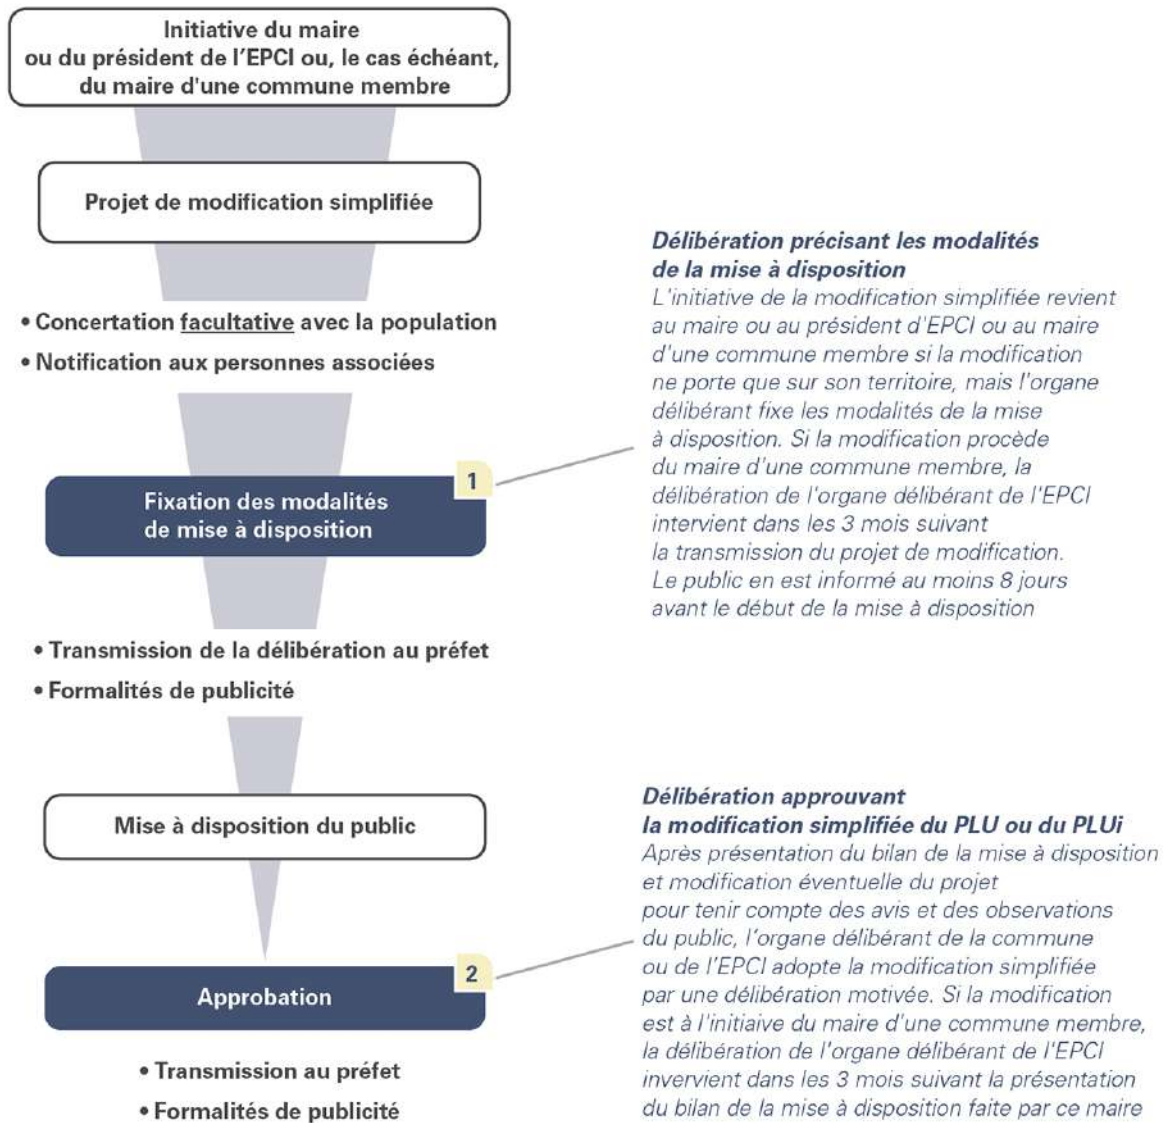 Initiative du maire
ou du président de l'EPCI ou, le cas échéant,
du maire d'une commune membre
Projet de modification simplifiée
• Concertation facultative avec la population
• Notification aux personnes associées
1
Fixation des modalités
de mise à disposition
Délibération précisant les modalités
de la mise à disposition
L'initiative de la modification simplifiée revient
au maire ou au président d'EPCI ou au maire
d'une commune membre si la modification
ne porte que sur son territoire, mais l'organe
délibérant fixe les modalités de la mise
à disposition. Si la modification procède
du maire d'une commune membre, la
délibération de l'organe délibérant de l'EPCI
intervient dans les 3 mois suivant
la transmission du projet de modification.
Le public en est informé au moins 8 jours
avant le début de la mise à disposition
• Transmission de la délibération au préfet
• Formalités de publicité
Mise à disposition du public
2
Approbation
Délibération approuvant
la modification simplifiée du PLU ou du PLUi
Après présentation du bilan de la mise à disposition
et modification éventuelle du projet
pour tenir compte des avis et des observations
du public, l'organe délibérant de la commune
ou de l'EPCI adopte la modification simplifiée
par une délibération motivée. Si la modification
est à l'initiaive du maire d'une commune membre,
la délibération de l'organe délibérant de l'EPCI
invervient dans les 3 mois suivant la présentation
du bilan de la mise à disposition faite par ce maire
• Transmission au préfet
• Formalités de publicité